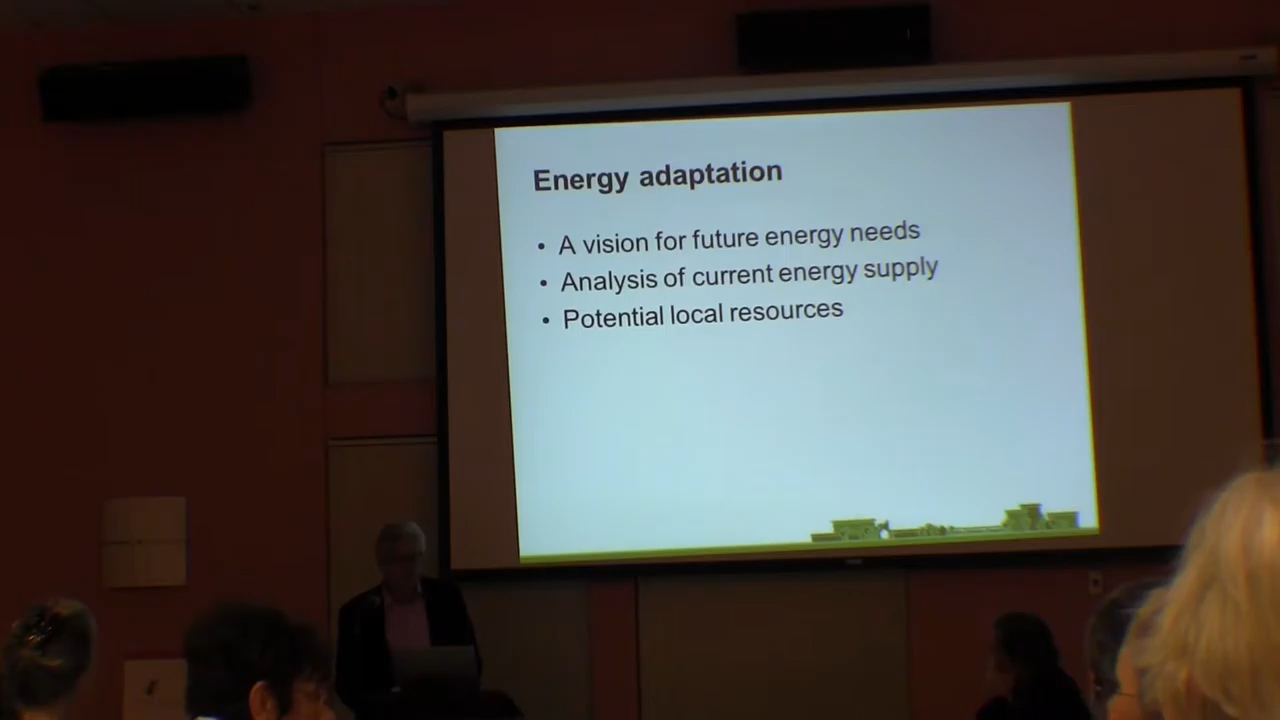 Energy adaptation
• A vision for future energy needs
• Analysis of current energy supply
• Potential local resources